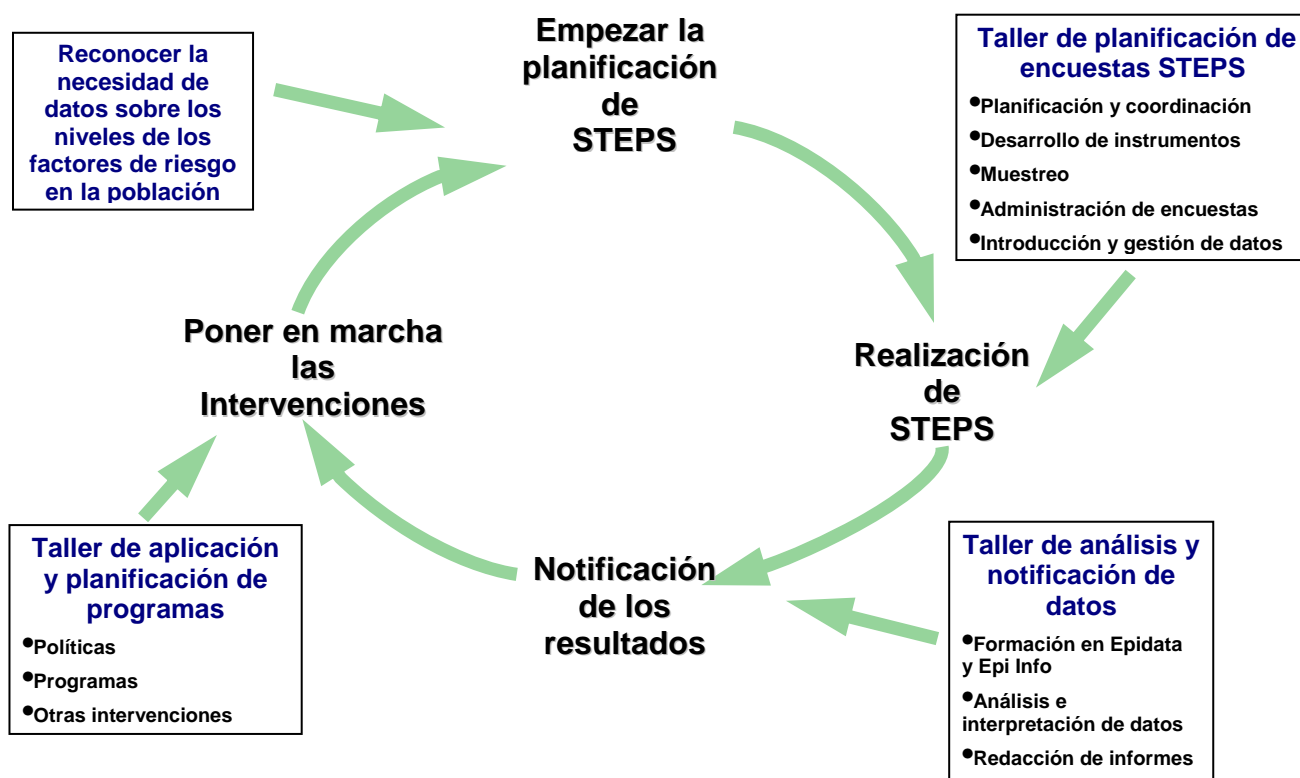 Reconocer la
necesidad de
datos sobre los
niveles de los
factores de riesgo
en la población
Empezar la
planificación
de
STEPS
Taller de planificación de
encuestas STEPS
•Planificación y coordinación
•Desarrollo de instrumentos
•Muestreo
•Administración de encuestas
•Introducción y gestión de datos
Poner en marcha
las
Intervenciones
Realización
de
STEPS
Taller de aplicación
y planificación de
programas
•Políticas
•Programas
•Otras intervenciones
Notificación
de los
resultados
Taller de análisis y
notificación de
datos
•Formación en Epidata
y Epi Info
•Análisis e
interpretación de datos
•Redacción de informes